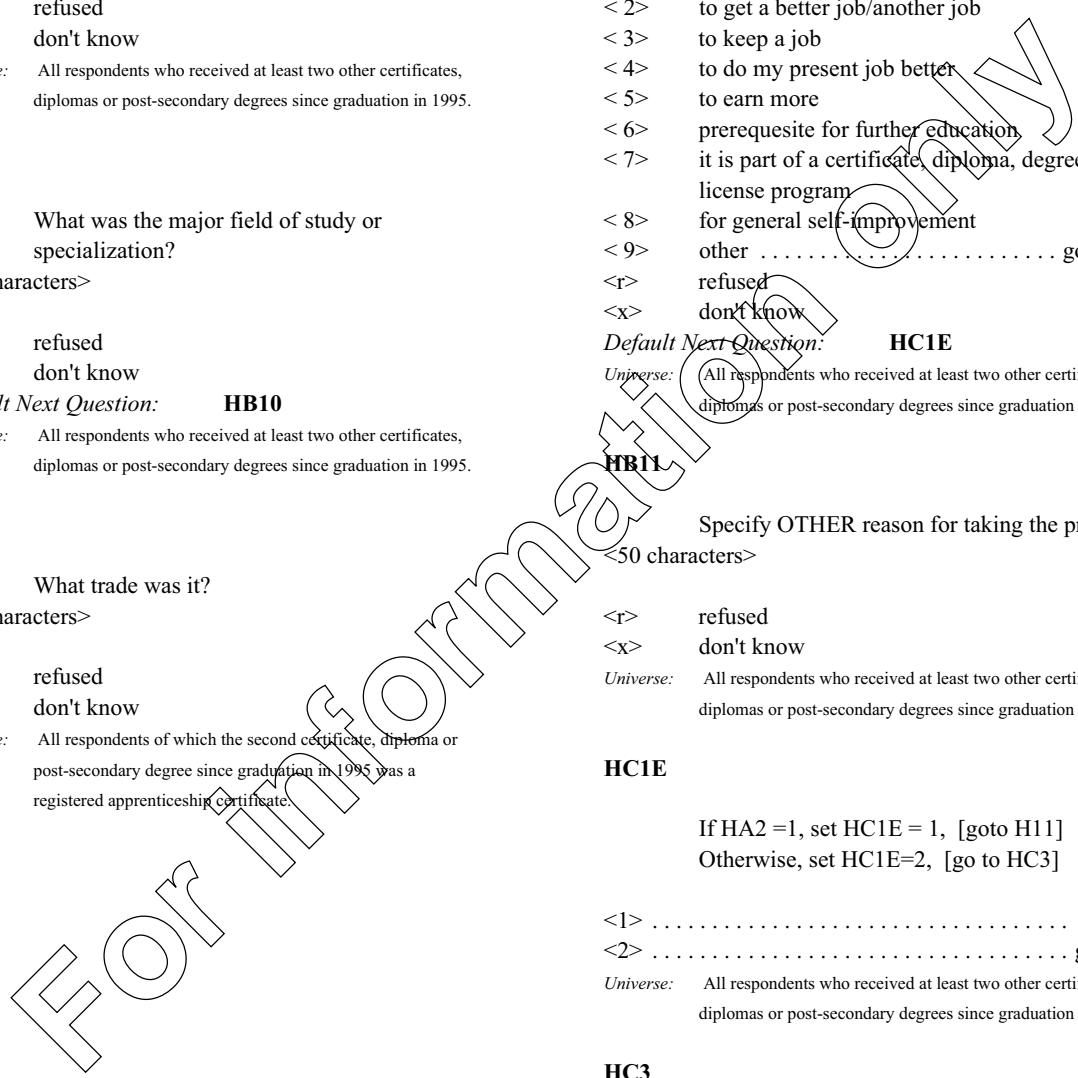 refused
don't know
All respondents who received at least two other certificates,
diplomas or post-secondary degrees since graduation in 1995.
What was the major field of study or
specialization?
refused
don't know
Next Question: HB10
All respondents who received at least two other certificates,
diplomas or post-secondary degrees since graduation in 1995.
What trade was it?
refused
don't know
All respondents of which the second certificate, diploma or
post-secondary degree since graduation in 1995 was a
registered apprenticeship certificate.
< 2> to get a better job/another job
< 3> to keep a job
< 4> to do my present job better
< 5> to earn more
< 6> prerequesite for further education
< 7> it is part of a certificate, diploma, degree
license program
< 8> for general self-improvement
< 9> other . . . . . . . . . . . . . . . . . . . . . . . . .
<r> refused
<x> don't know
Default Next Question: HC1E
Universe: All respondents who received at least two other
diplomas or post-secondary degrees since graduation
HB11
Specify OTHER reason for taking the
<50 characters>
<r> refused
<x> don't know
Universe: All respondents who received at least two other
diplomas or post-secondary degrees since graduation
HC1E
If HA2 =1, set HC1E = 1, [goto H11]
Otherwise, set HC1E=2, [go to HC3]
<1> . . . . . . . . . . . . . . . . . . . . . . . . . . . . . . . . . . .
<2> . . . . . . . . . . . . . . . . . . . . . . . . . . . . . . . . . . .
Universe: All respondents who received at least two other
diplomas or post-secondary degrees since graduation
HC3
For information only